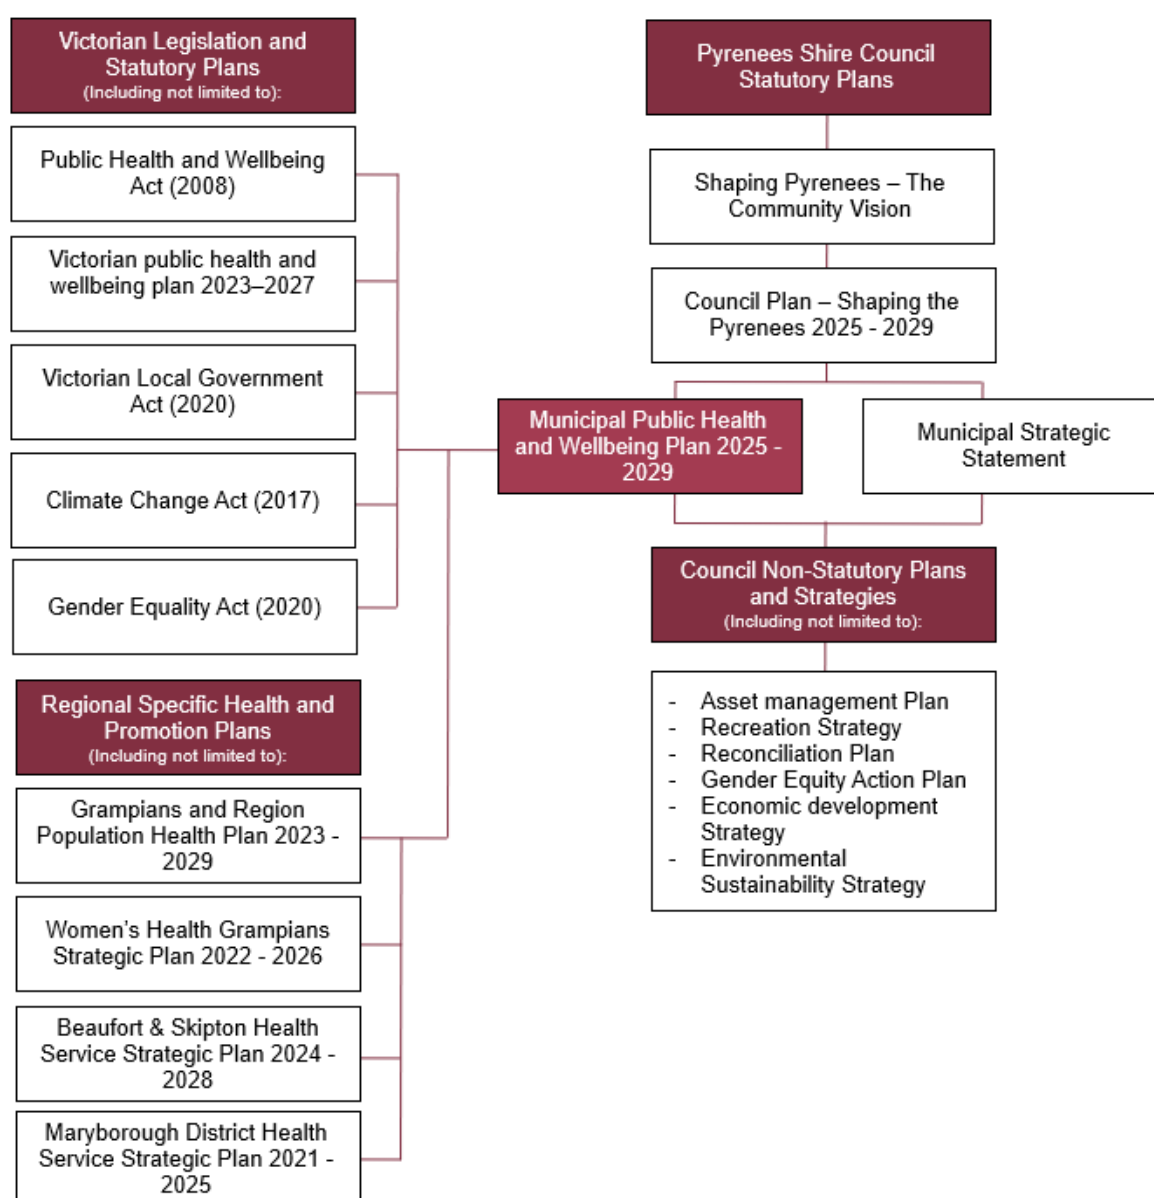 Victorian Legislation and
Statutory Plans
(Including not limited to):
Public Health and Wellbeing
Act (2008)
Victorian public health and
wellbeing plan 2023–2027
Victorian Local Government
Act (2020)
Climate Change Act (2017)
Gender Equality Act (2020)
Regional Specific Health and
Promotion Plans
(Including not limited to):
Grampians and Region
Population Health Plan 2023 -
2029
Women’s Health Grampians
Strategic Plan 2022 - 2026
Beaufort & Skipton Health
Service Strategic Plan 2024 -
2028
Maryborough District Health
Service Strategic Plan 2021 -
2025
Pyrenees Shire Council
Statutory Plans
Shaping Pyrenees – The
Community Vision
Council Plan – Shaping the
Pyrenees 2025 - 2029
Municipal Public Health
and Wellbeing Plan 2025 -
2029
Municipal Strategic
Statement
Council Non-Statutory Plans
and Strategies
(Including not limited to):
- Asset management Plan
- Recreation Strategy
- Reconciliation Plan
- Gender Equity Action Plan
- Economic development
Strategy
- Environmental
Sustainability Strategy